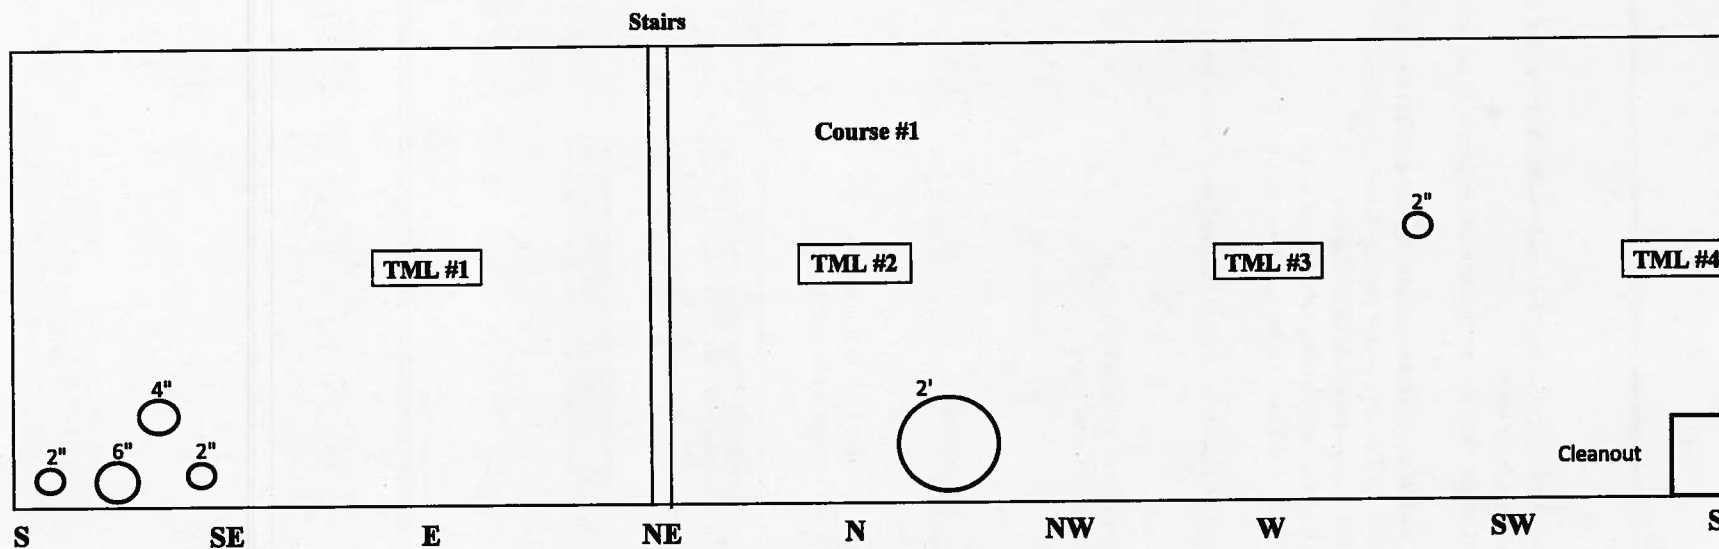 Stairs
Course #1
2"
TML #1
TML #2
TML #3
TML #4
4"
2'
2"
6"
2"
Cleanout
S
SE
E
NE
N
NW
W
SW
S